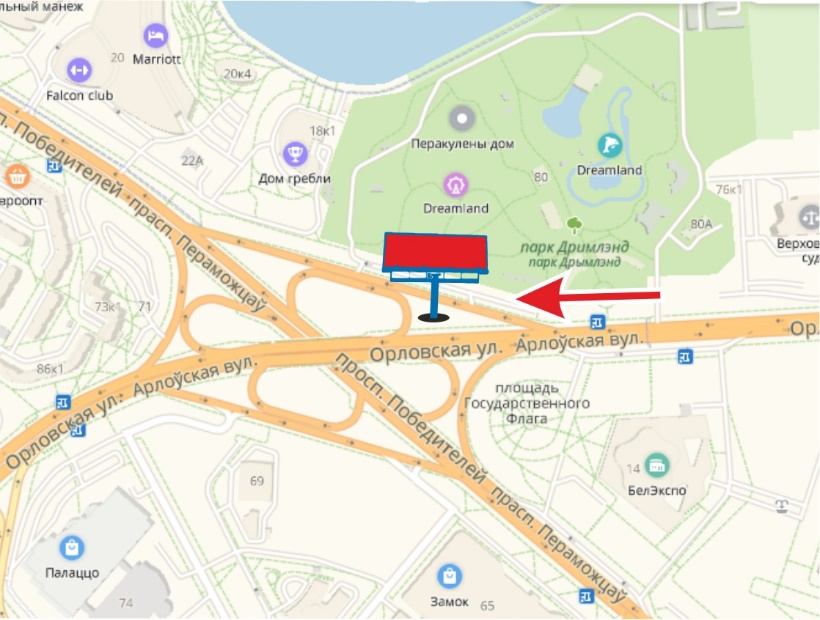 льный манеж
20
Marriott
Falcon club
20к4
18к1
22А
Дом гребли
Перакулены дом
Dreamland
80
Dreamland
76к1
80А
Верхов
суд
парк Дримлэнд
парк Дрымлэнд
п. Победителей
просп. Пераможцаў
ероопт
73к1
71
86к1
Орловская ул.
Арлоўская вул.
Ор
Орловская ул.
Арлоўская вул.
площадь
Государственного
Флага
просп. Победителей
просп. Пераможцаў
14
БелЭкспо
69
Палаццо
74
Замок
65